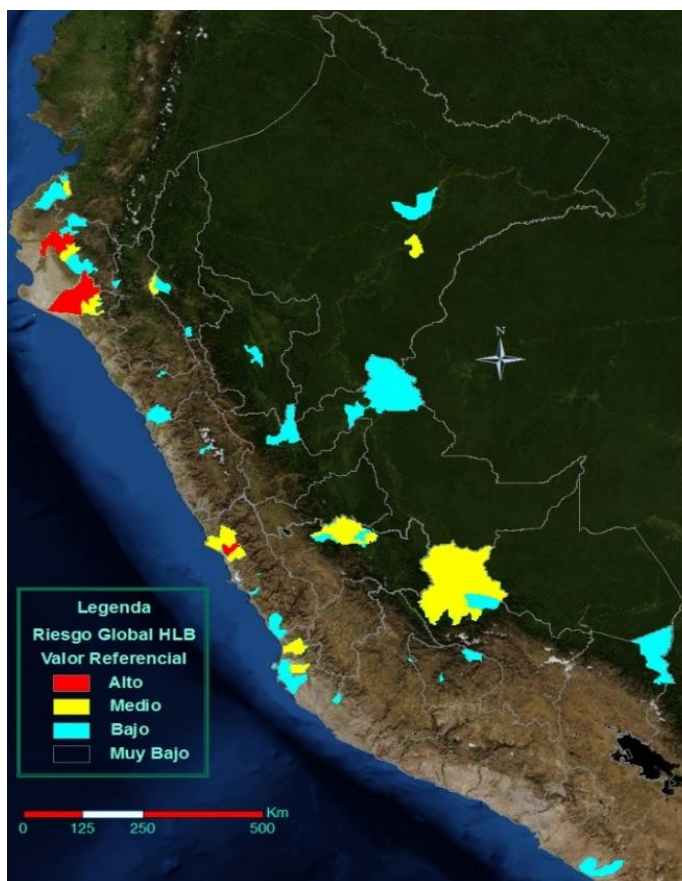 N
Legenda
Riesgo Global HLB
Valor Referencial
Alto
Medio
Bajo
Muy Bajo
Km
0 125 250 500